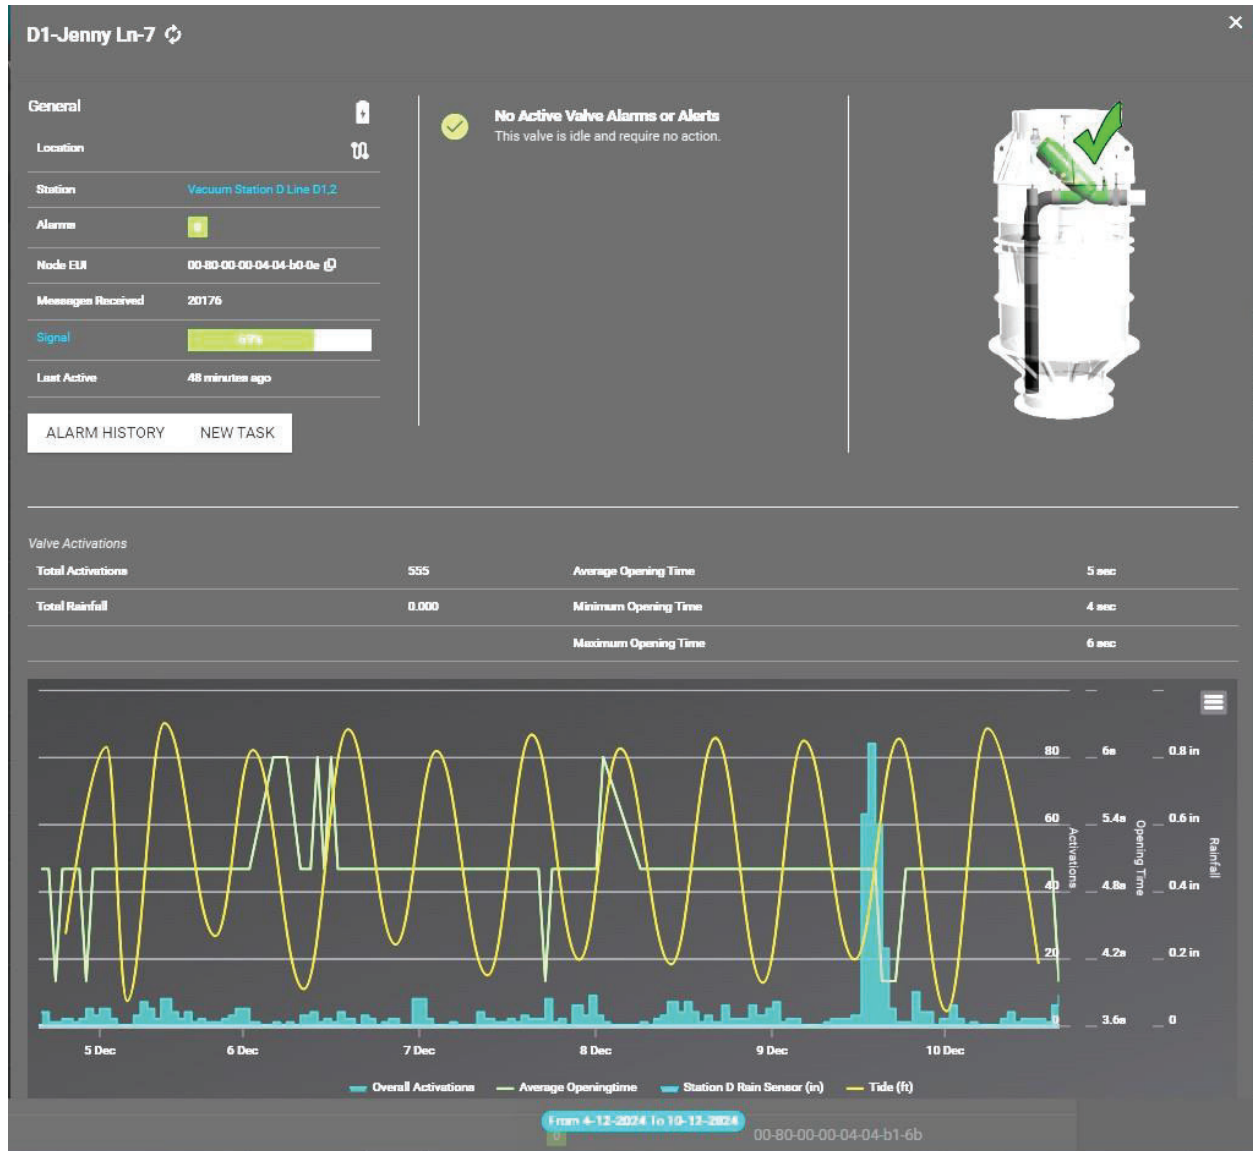 D1-Jenny Ln-7
General
Location
Station Vacuum Station D Line D1,2
Alarms 0
Node EUI 00-80-00-00-04-04-b0-0e
Messages Received 20176
Signal 69%
Last Active 48 minutes ago
ALARM HISTORY NEW TASK
No Active Valve Alarms or Alerts
This valve is idle and require no action.
Valve Activations
Total Activations 555 Average Opening Time 5 sec
Total Rainfall 0.000 Minimum Opening Time 4 sec
Maximum Opening Time 6 sec
80 6s 0.8 in
60 5.4s 0.6 in
40 4.8s 0.4 in
20 4.2s 0.2 in
0 3.6s 0
Activations
Opening Time
Rainfall
5 Dec 6 Dec 7 Dec 8 Dec 9 Dec 10 Dec
Overall Activations Average Openingtime Station D Rain Sensor (in) Tide (ft)
From 4-12-2024 To 10-12-2024
0 00-80-00-00-04-04-b1-6b